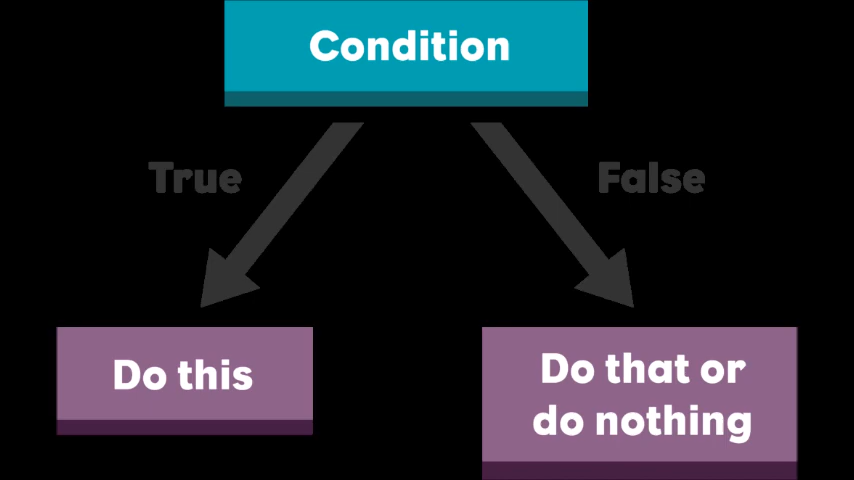 Condition
True
False
Do this
Do that or
do nothing